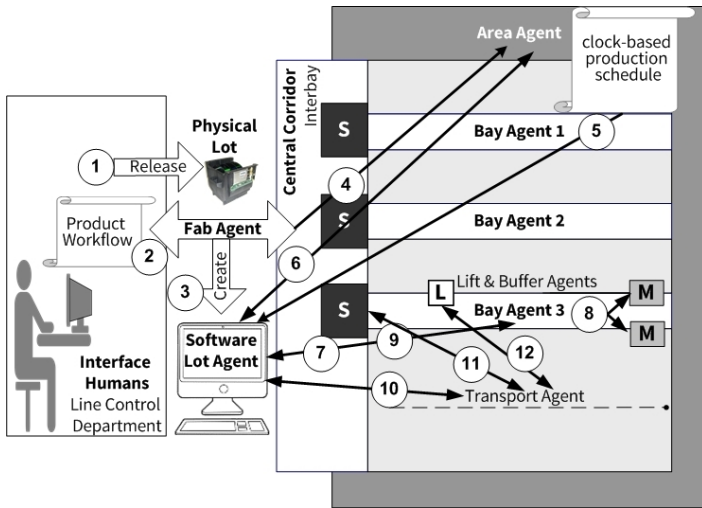 Area Agent
clock-based
production
schedule
Central Corridor
Interbay
Physical
Lot
S
Bay Agent 1
5
1
Release
4
Product
Workflow
Fab Agent
S
Bay Agent 2
2
6
3
Create
Lift & Buffer Agents
L
M
S
Bay Agent 3
8
M
Software
Lot Agent
7
9
12
11
Interface
Humans
Line Control
Department
10
Transport Agent